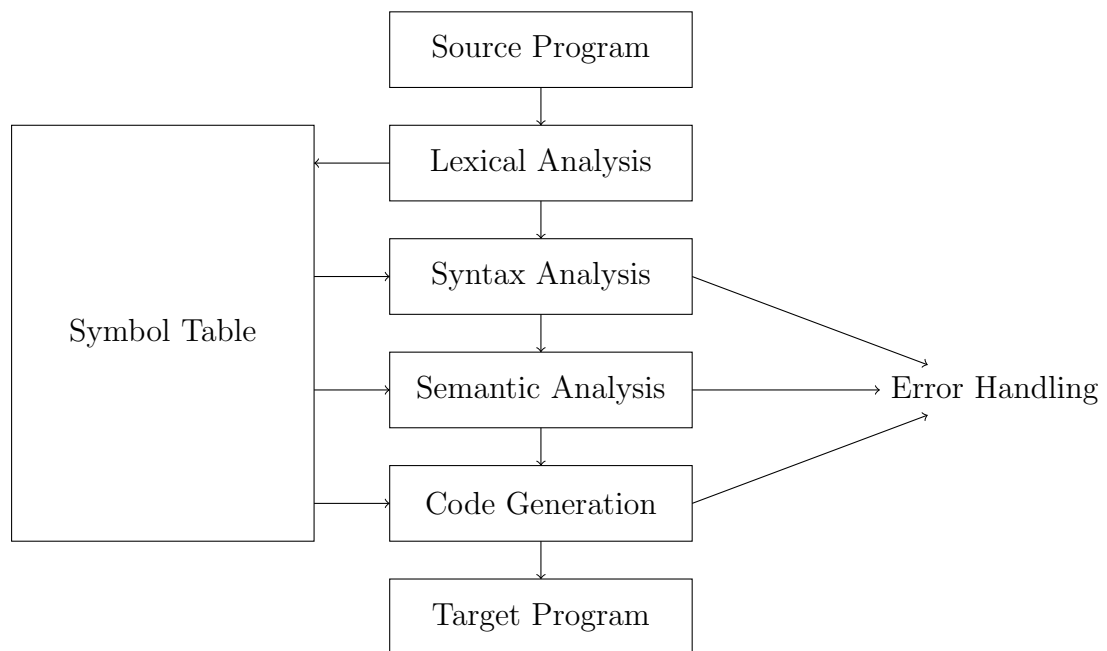 Source Program
Lexical Analysis
Syntax Analysis
Symbol Table
Semantic Analysis
Error Handling
Code Generation
Target Program